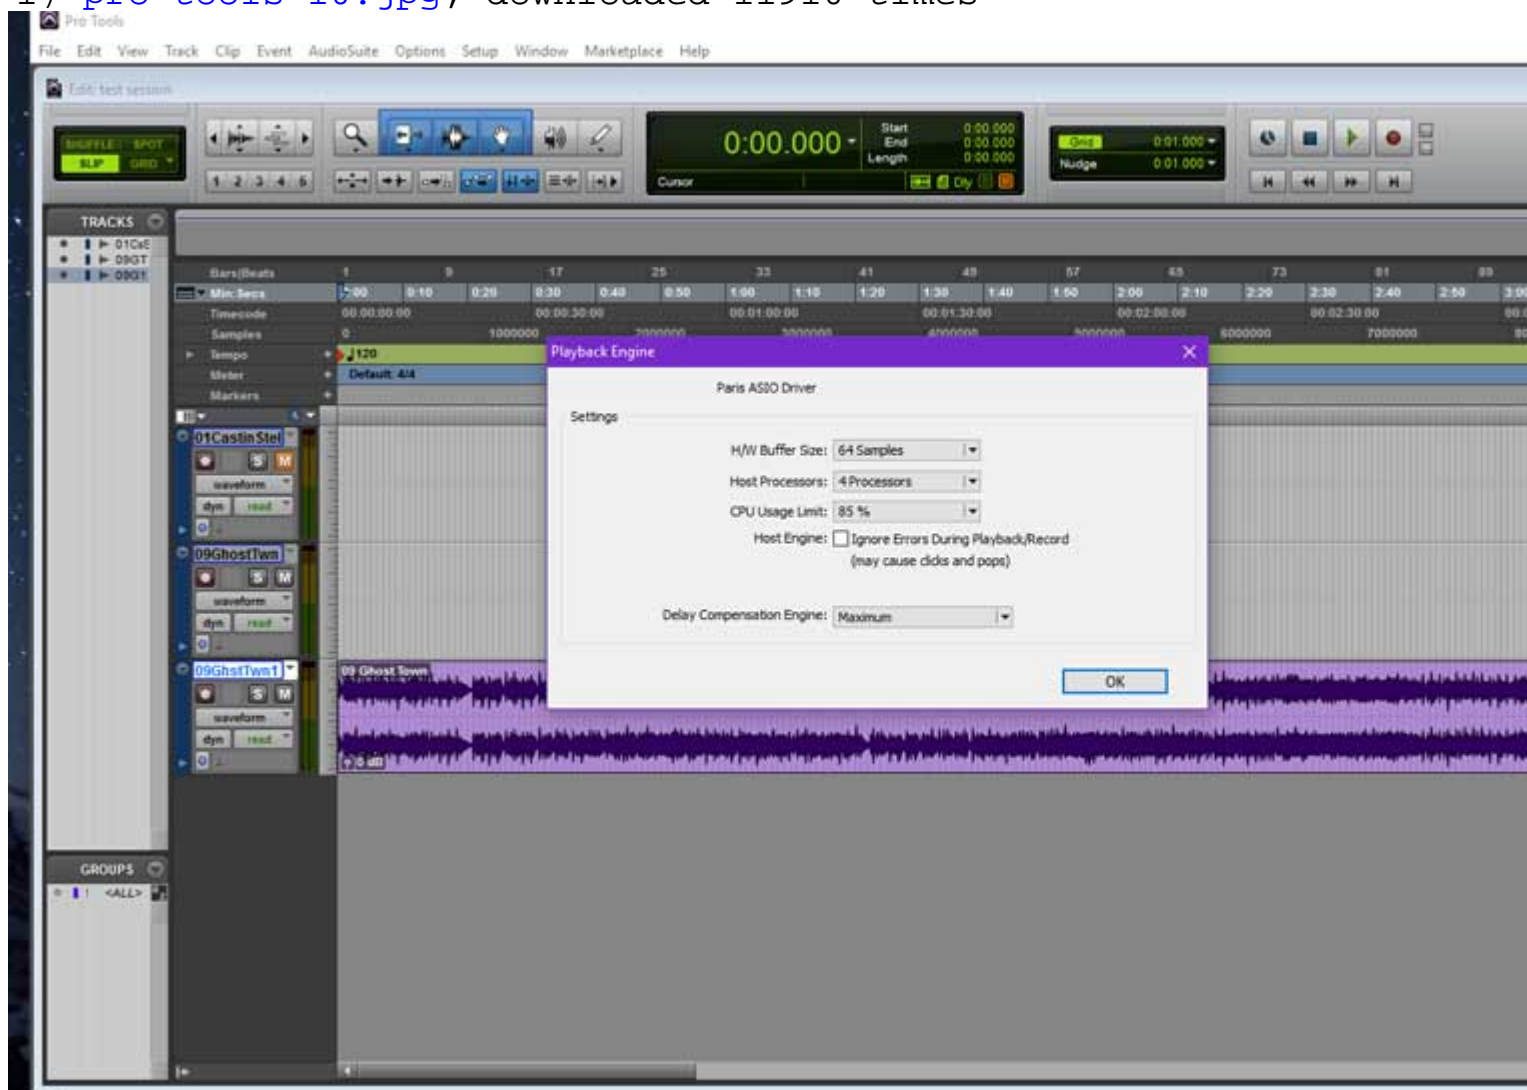 Pro Tools
File Edit View Track Clip Event AudioSuite Options Setup Window Marketplace Help
Edit: test session
SHUFFLE SPOT
SLIP GRID
1 2 3 4 5
0:00.000
Start 0:00.000
End 0:00.000
Length 0:00.000
Cursor
Dly
Grid 0:01.000
Nudge 0:01.000
TRACKS
09GT
Bars|Beats 1 9 17 25 33 41 49 57 65 73 81 89
Min:Secs 0:00 0:10 0:20 0:30 0:40 0:50 1:00 1:10 1:20 1:30 1:40 1:50 2:00 2:10 2:20 2:30 2:40 2:50
Timecode 00:00:00:00 00:00:30:00 00:01:00:00 00:01:30:00 00:02:00:00 00:02:30:00
Samples 0 1000000 2000000 3000000 4000000 5000000 6000000 7000000
Tempo 120
Meter Default: 4/4
Markers
Playback Engine
Paris ASIO Driver
Settings
H/W Buffer Size: 64 Samples
Host Processors: 4 Processors
CPU Usage Limit: 85 %
Host Engine: Ignore Errors During Playback/Record
(may cause clicks and pops)
Delay Compensation Engine: Maximum
OK
01CastinStel
S M
waveform
dyn read
09GhostTwn
S M
waveform
dyn read
09GhstTwn1
S M
waveform
dyn read
09 Ghost Town
0 dB
GROUPS
! <ALL>